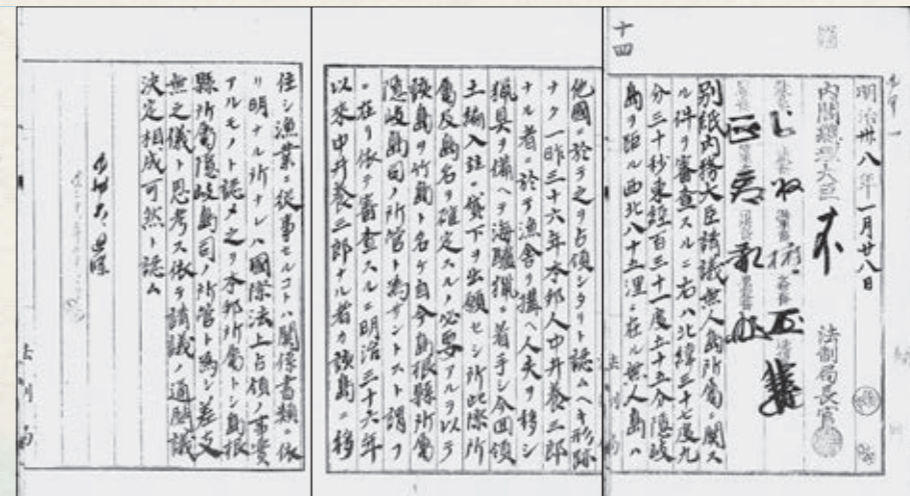 十四
明治卅八年一月廿八日
内閣總理大臣
法制局長官
別紙内務大臣請議無人島所属ニ関ス
ル件ヲ審査スルニ右ハ北緯三十七度九
分三十秒東経百三十一度五十五分隠岐
島ヲ距ル西北八十五浬ニ在ル無人島ハ
他國ニ於テ之ヲ占領シタリト認ムヘキ形跡
ナク一昨三十六年本邦人中井養三郎
ナル者ニ於テ漁舎ヲ構ヘ人夫ヲ移シ
猟具ヲ備ヘテ海驢猟ニ着手シ今回領
土編入並ニ貸下ヲ出願セシ所此際所
属及島名ヲ確定スルノ必要アルヲ以テ
該島ヲ竹島ト名ケ自今島根縣所属
隠岐島司ノ所管ト為サントスト謂フ
ニ在リ依テ審査スルニ明治三十六年
以来中井養三郎ナル者カ該島ニ移
住シ漁業ニ従事セルコトハ関係書類ニ依
リ明ナル所ナレハ國際法上占領ノ事実
アルモノト認メ之ヲ本邦所属トシ島根
縣所属隠岐島司ノ所管ト為シ差支
無之儀ト思考ス依テ請議ノ通閣議
決定相成可然ト認ム